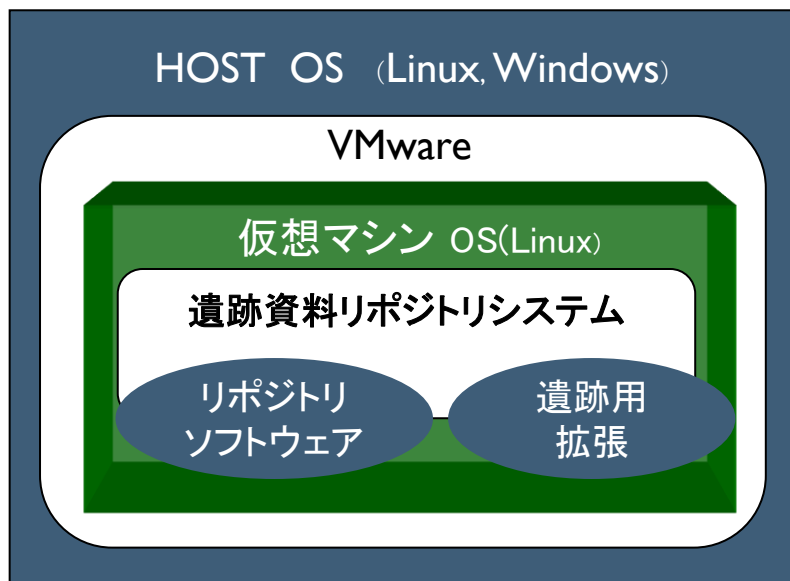 HOST OS (Linux, Windows)
VMware
仮想マシン OS(Linux)
遺跡資料リポジトリシステム
リポジトリ
ソフトウェア
遺跡用
拡張